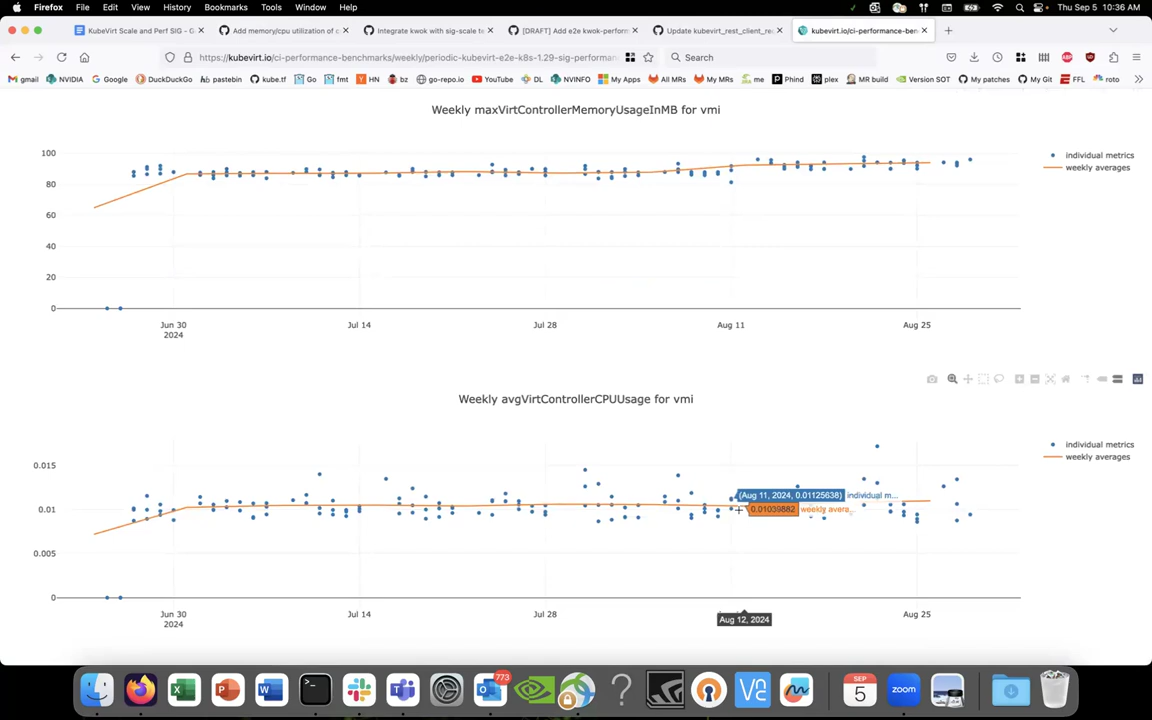 Firefox File Edit View History Bookmarks Tools Window Help Thu Sep 5 10:36 AM
KubeVirt Scale and Perf SIG - G Add memory/cpu utilization of c Integrate kwok with sig-scale te [DRAFT] Add e2e kwok-perform Update kubevirt_rest_client_rec kubevirt.io/ci-performance-ben
https://kubevirt.io/ci-performance-benchmarks/weekly/periodic-kubevirt-e2e-k8s-1.29-sig-performan Search
gmail NVIDIA Google DuckDuckGo pastebin kube.tf Go fmt HN bz go-repo.io YouTube DL NVINFO My Apps All MRs My MRs me Phind plex MR build Version SOT My patches My Git FFL roto
Weekly maxVirtControllerMemoryUsageInMB for vmi
100
80
60
40
20
0
individual metrics
weekly averages
Jun 30 Jul 14 Jul 28 Aug 11 Aug 25
2024
Weekly avgVirtControllerCPUUsage for vmi
0.015
0.01
0.005
0
individual metrics
weekly averages
(Aug 11, 2024, 0.01125638) individual m...
0.01039882 weekly avera...
Jun 30 Jul 14 Jul 28 Aug 25
2024
Aug 12, 2024
773
SEP
5
zoom